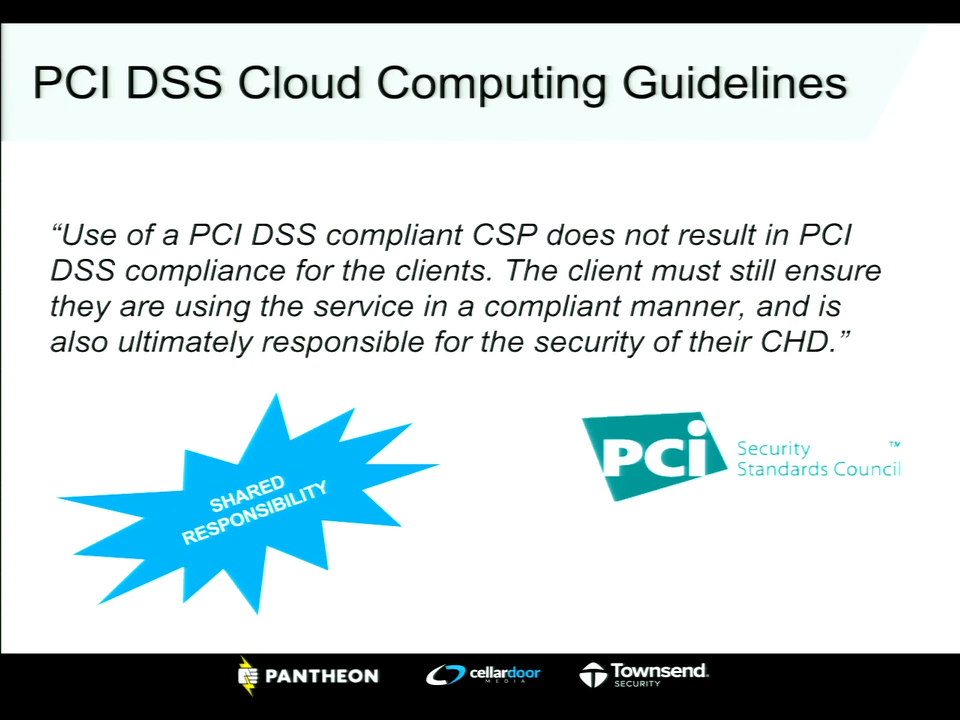 PCI DSS Cloud Computing Guidelines
“Use of a PCI DSS compliant CSP does not result in PCI
DSS compliance for the clients. The client must still ensure
they are using the service in a compliant manner, and is
also ultimately responsible for the security of their CHD.”
SHARED
RESPONSIBILITY
PCi Security ™
Standards Council
PANTHEON
cellardoor
MEDIA
Townsend
SECURITY